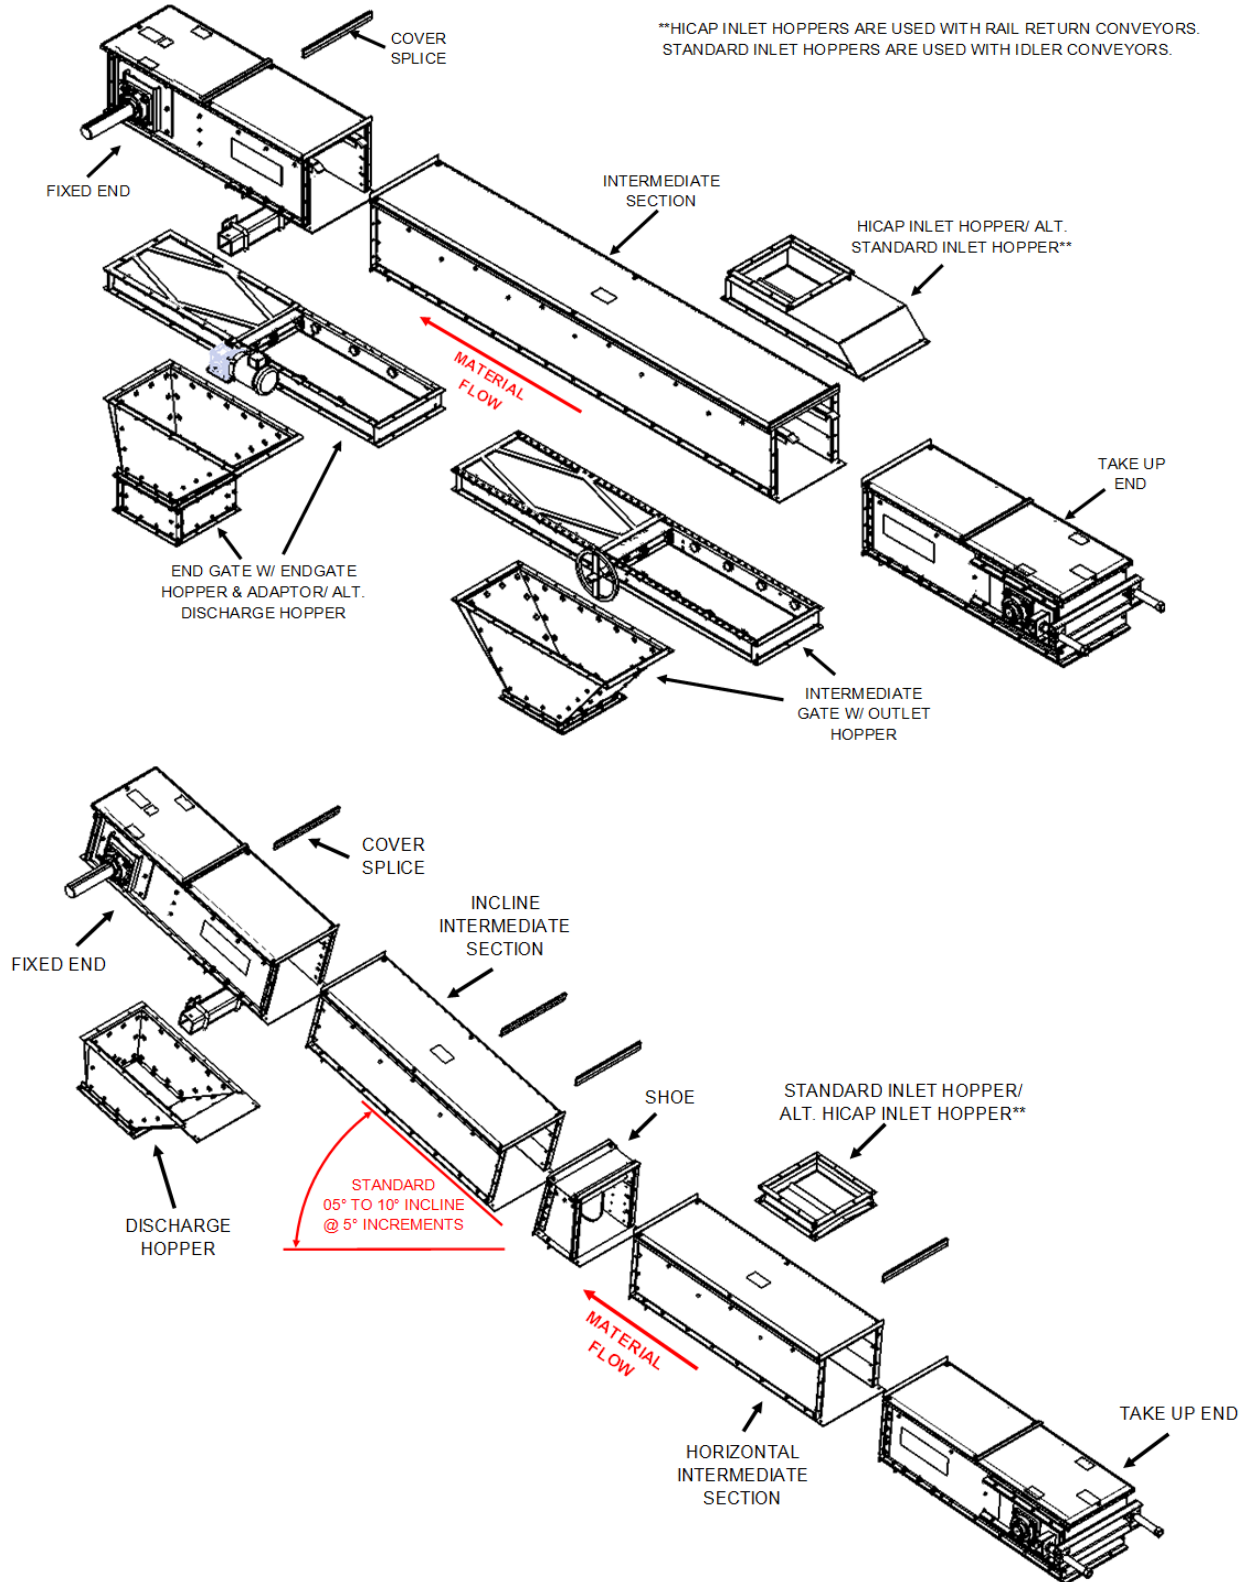 **HICAP INLET HOPPERS ARE USED WITH RAIL RETURN CONVEYORS.
STANDARD INLET HOPPERS ARE USED WITH IDLER CONVEYORS.
COVER
SPLICE
FIXED END
INTERMEDIATE
SECTION
HICAP INLET HOPPER/ ALT.
STANDARD INLET HOPPER**
MATERIAL
FLOW
TAKE UP
END
END GATE W/ ENDGATE
HOPPER & ADAPTOR/ ALT.
DISCHARGE HOPPER
INTERMEDIATE
GATE W/ OUTLET
HOPPER
COVER
SPLICE
INCLINE
INTERMEDIATE
SECTION
FIXED END
SHOE
STANDARD INLET HOPPER/
ALT. HICAP INLET HOPPER**
STANDARD
05° TO 10° INCLINE
@ 5° INCREMENTS
DISCHARGE
HOPPER
MATERIAL
FLOW
TAKE UP END
HORIZONTAL
INTERMEDIATE
SECTION